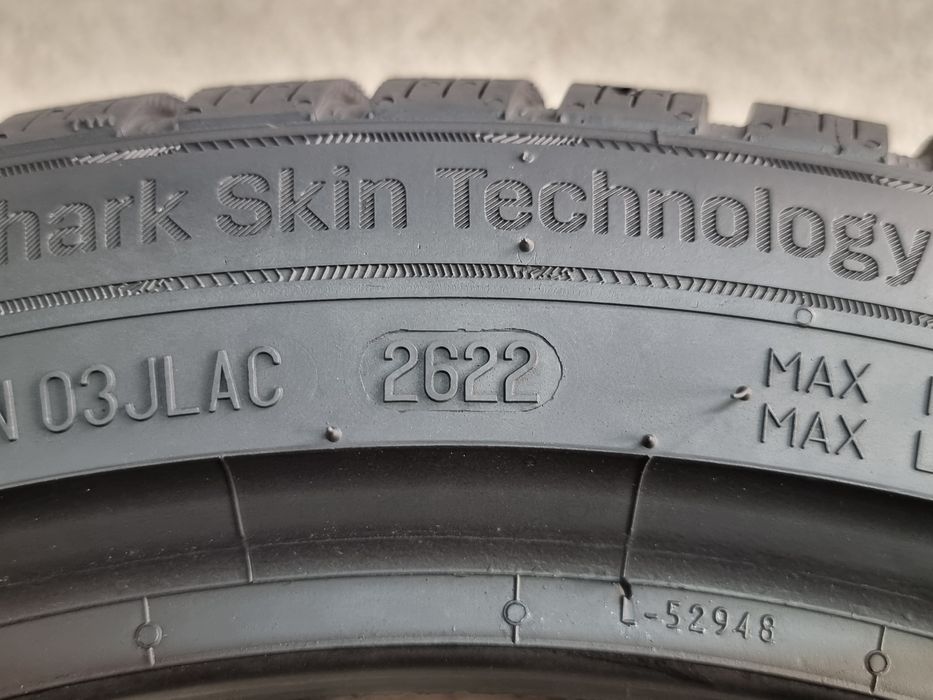 hark Skin Technology
N 03JLAC 2622 MAX
MAX L
L-52948